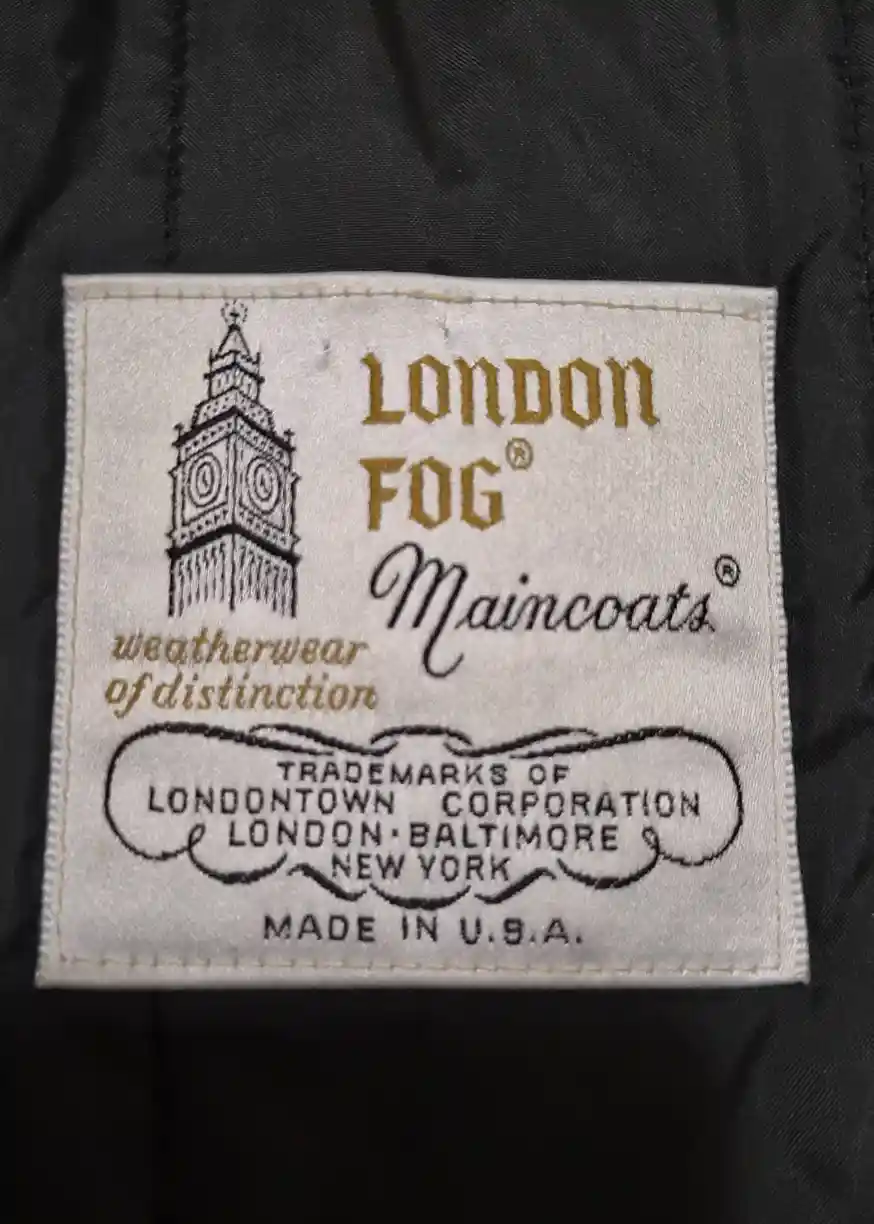 LONDON
FOG®
Maincoats®
weatherwear
of distinction
TRADEMARKS OF
LONDONTOWN CORPORATION
LONDON·BALTIMORE
NEW YORK
MADE IN U.S.A.